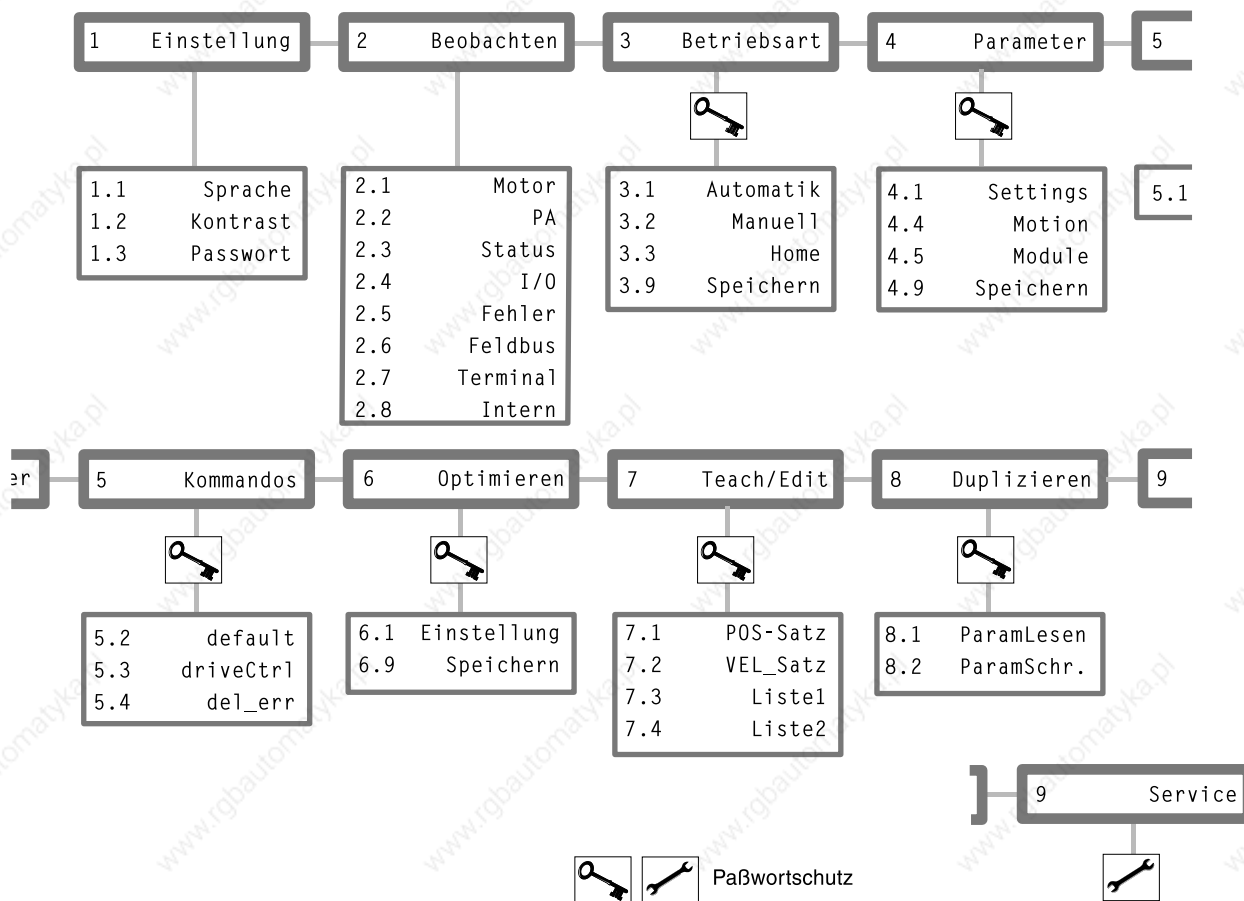 1 Einstellung
2 Beobachten
3 Betriebsart
4 Parameter
5
1.1 Sprache
1.2 Kontrast
1.3 Passwort
2.1 Motor
2.2 PA
2.3 Status
2.4 I/O
2.5 Fehler
2.6 Feldbus
2.7 Terminal
2.8 Intern
3.1 Automatik
3.2 Manuell
3.3 Home
3.9 Speichern
4.1 Settings
4.4 Motion
4.5 Module
4.9 Speichern
5.1
er
5 Kommandos
6 Optimieren
7 Teach/Edit
8 Duplizieren
9
5.2 default
5.3 driveCtrl
5.4 del_err
6.1 Einstellung
6.9 Speichern
7.1 POS-Satz
7.2 VEL_Satz
7.3 Liste1
7.4 Liste2
8.1 ParamLesen
8.2 ParamSchr.
9 Service
Paßwortschutz
www.rgbautomatyka.pl